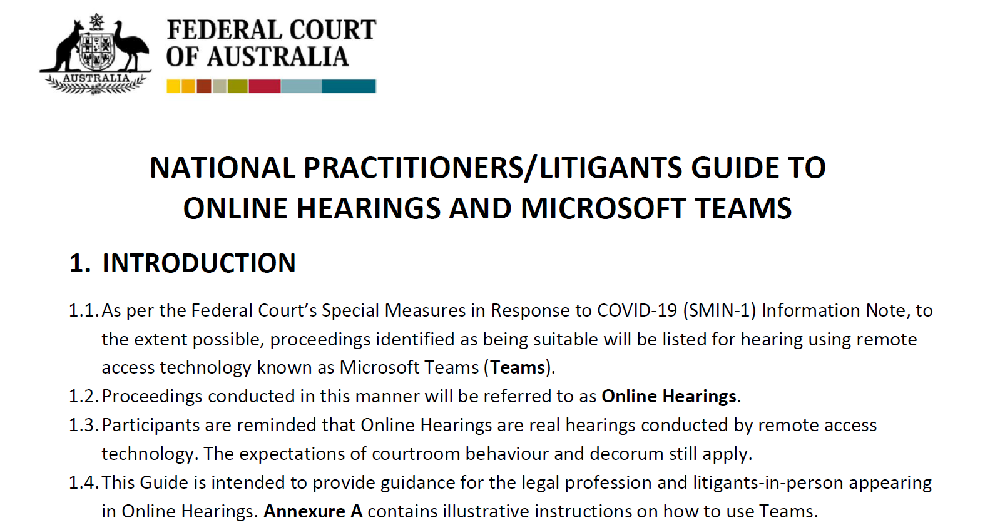 AUSTRALIA
FEDERAL COURT
OF AUSTRALIA
NATIONAL PRACTITIONERS/LITIGANTS GUIDE TO
ONLINE HEARINGS AND MICROSOFT TEAMS
1. INTRODUCTION
1.1. As per the Federal Court’s Special Measures in Response to COVID-19 (SMIN-1) Information Note, to
the extent possible, proceedings identified as being suitable will be listed for hearing using remote
access technology known as Microsoft Teams (Teams).
1.2. Proceedings conducted in this manner will be referred to as Online Hearings.
1.3. Participants are reminded that Online Hearings are real hearings conducted by remote access
technology. The expectations of courtroom behaviour and decorum still apply.
1.4. This Guide is intended to provide guidance for the legal profession and litigants-in-person appearing
in Online Hearings. Annexure A contains illustrative instructions on how to use Teams.